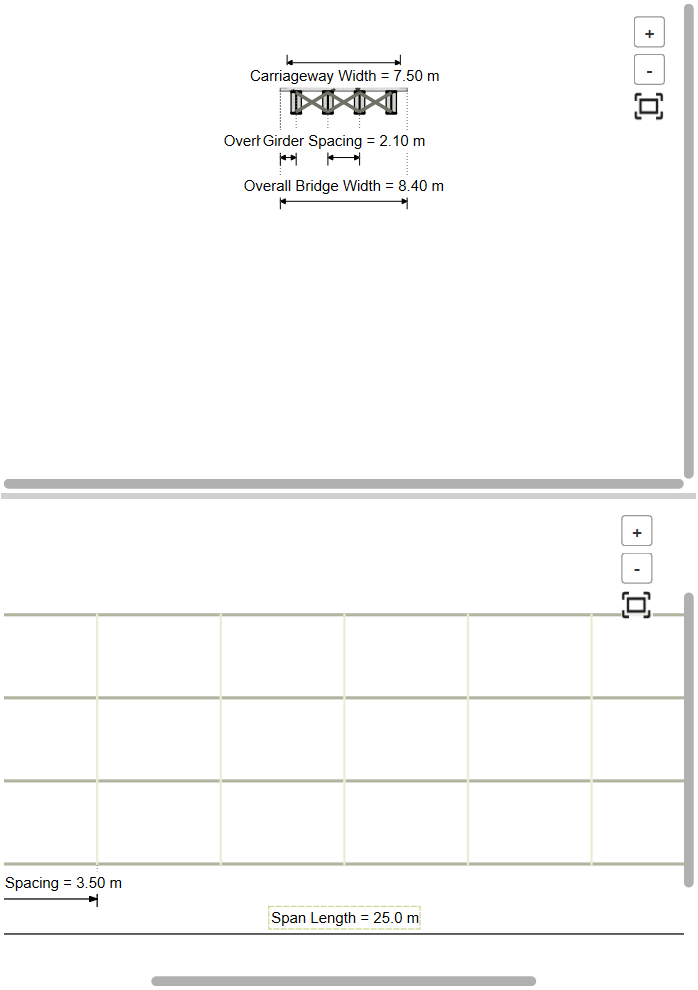 +
Carriageway Width = 7.50 m
-
Girder Spacing = 2.10 m
Overall Bridge Width = 8.40 m
+
-
Spacing = 3.50 m
Span Length = 25.0 m